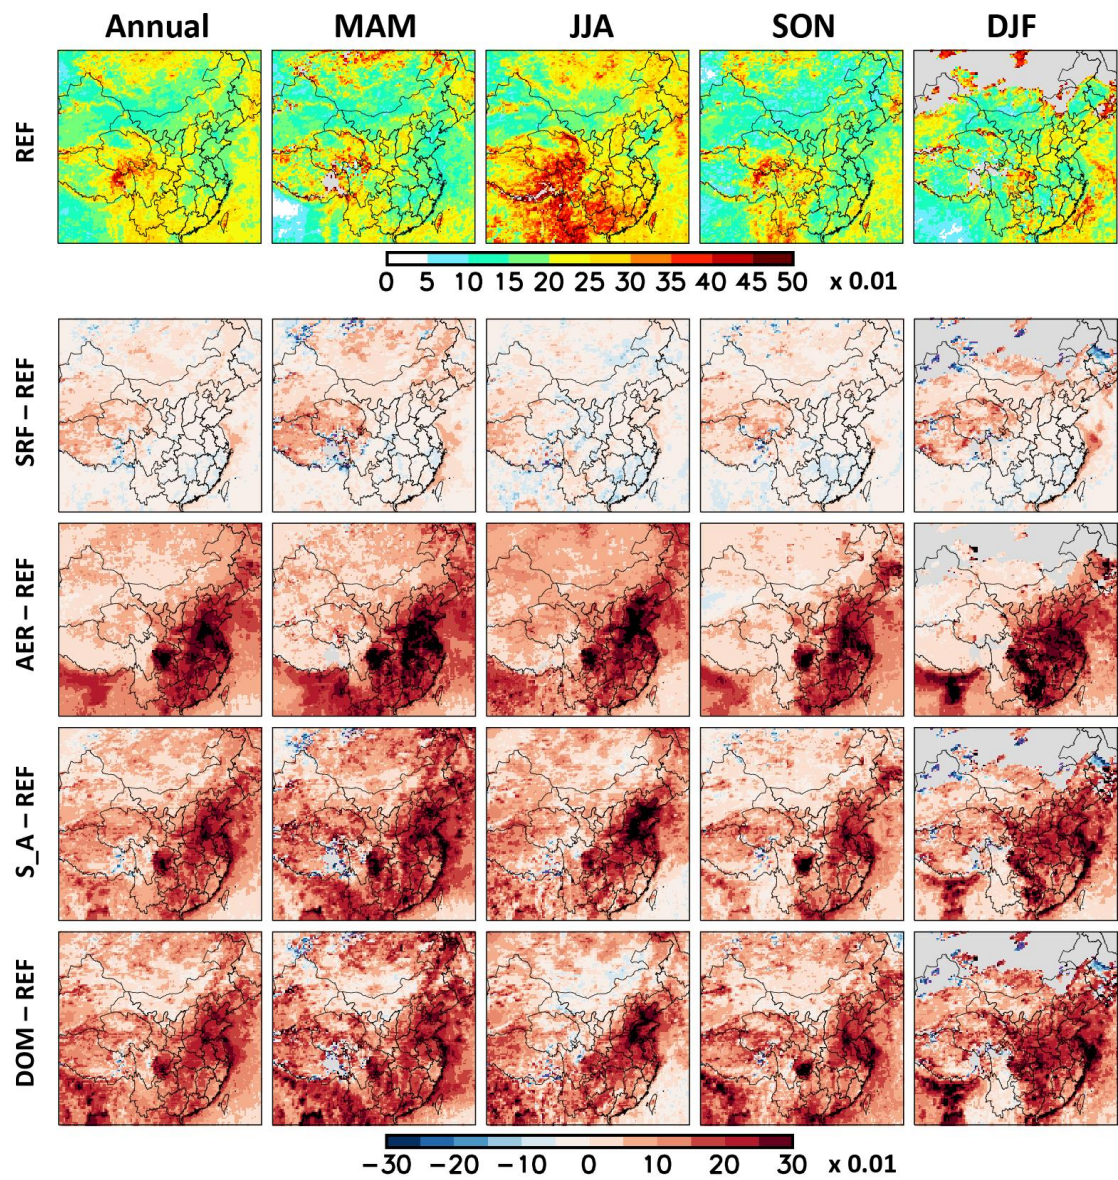 Annual MAM JJA SON DJF
REF
0 5 10 15 20 25 30 35 40 45 50 x 0.01
SRF – REF
AER – REF
S_A – REF
DOM – REF
−30 −20 −10 0 10 20 30 x 0.01